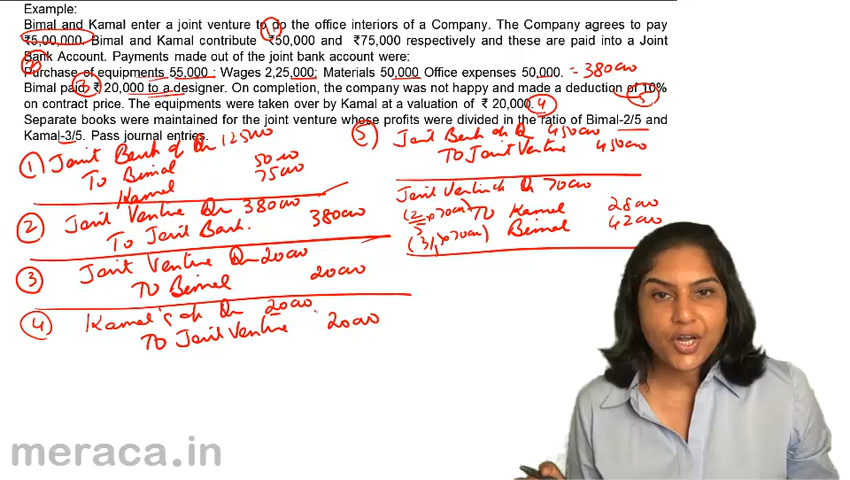 Example:
Bimal and Kamal enter a joint venture to do the office interiors of a Company. The Company agrees to pay
₹5,00,000. Bimal and Kamal contribute ₹50,000 and ₹75,000 respectively and these are paid into a Joint
Bank Account. Payments made out of the joint bank account were:
Purchase of equipments 55,000 ; Wages 2,25,000; Materials 50,000 Office expenses 50,000. = 380000
Bimal paid ₹ 20,000 to a designer. On completion, the company was not happy and made a deduction of 10%
on contract price. The equipments were taken over by Kamal at a valuation of ₹ 20,000. 4
Separate books were maintained for the joint venture whose profits were divided in the ratio of Bimal-2/5 and
Kamal-3/5. Pass journal entries.
1 Joint Bank a/c Dr 125000
To Bimal 50000
Kamal 75000
2 Joint Venture Dr 380000
To Joint Bank. 380000
3 Joint Venture Dr 20000
To Bimal 20000
4 Kamal's a/c Dr 20000
To Joint Venture 20000
5 Joint Bank a/c Dr 450000
To Joint Venture 450000
Joint Venture Dr 70000
(2/5 x 70000) To Kamal 28000
(3/5 x 70000) Bimal 42000
meraca.in